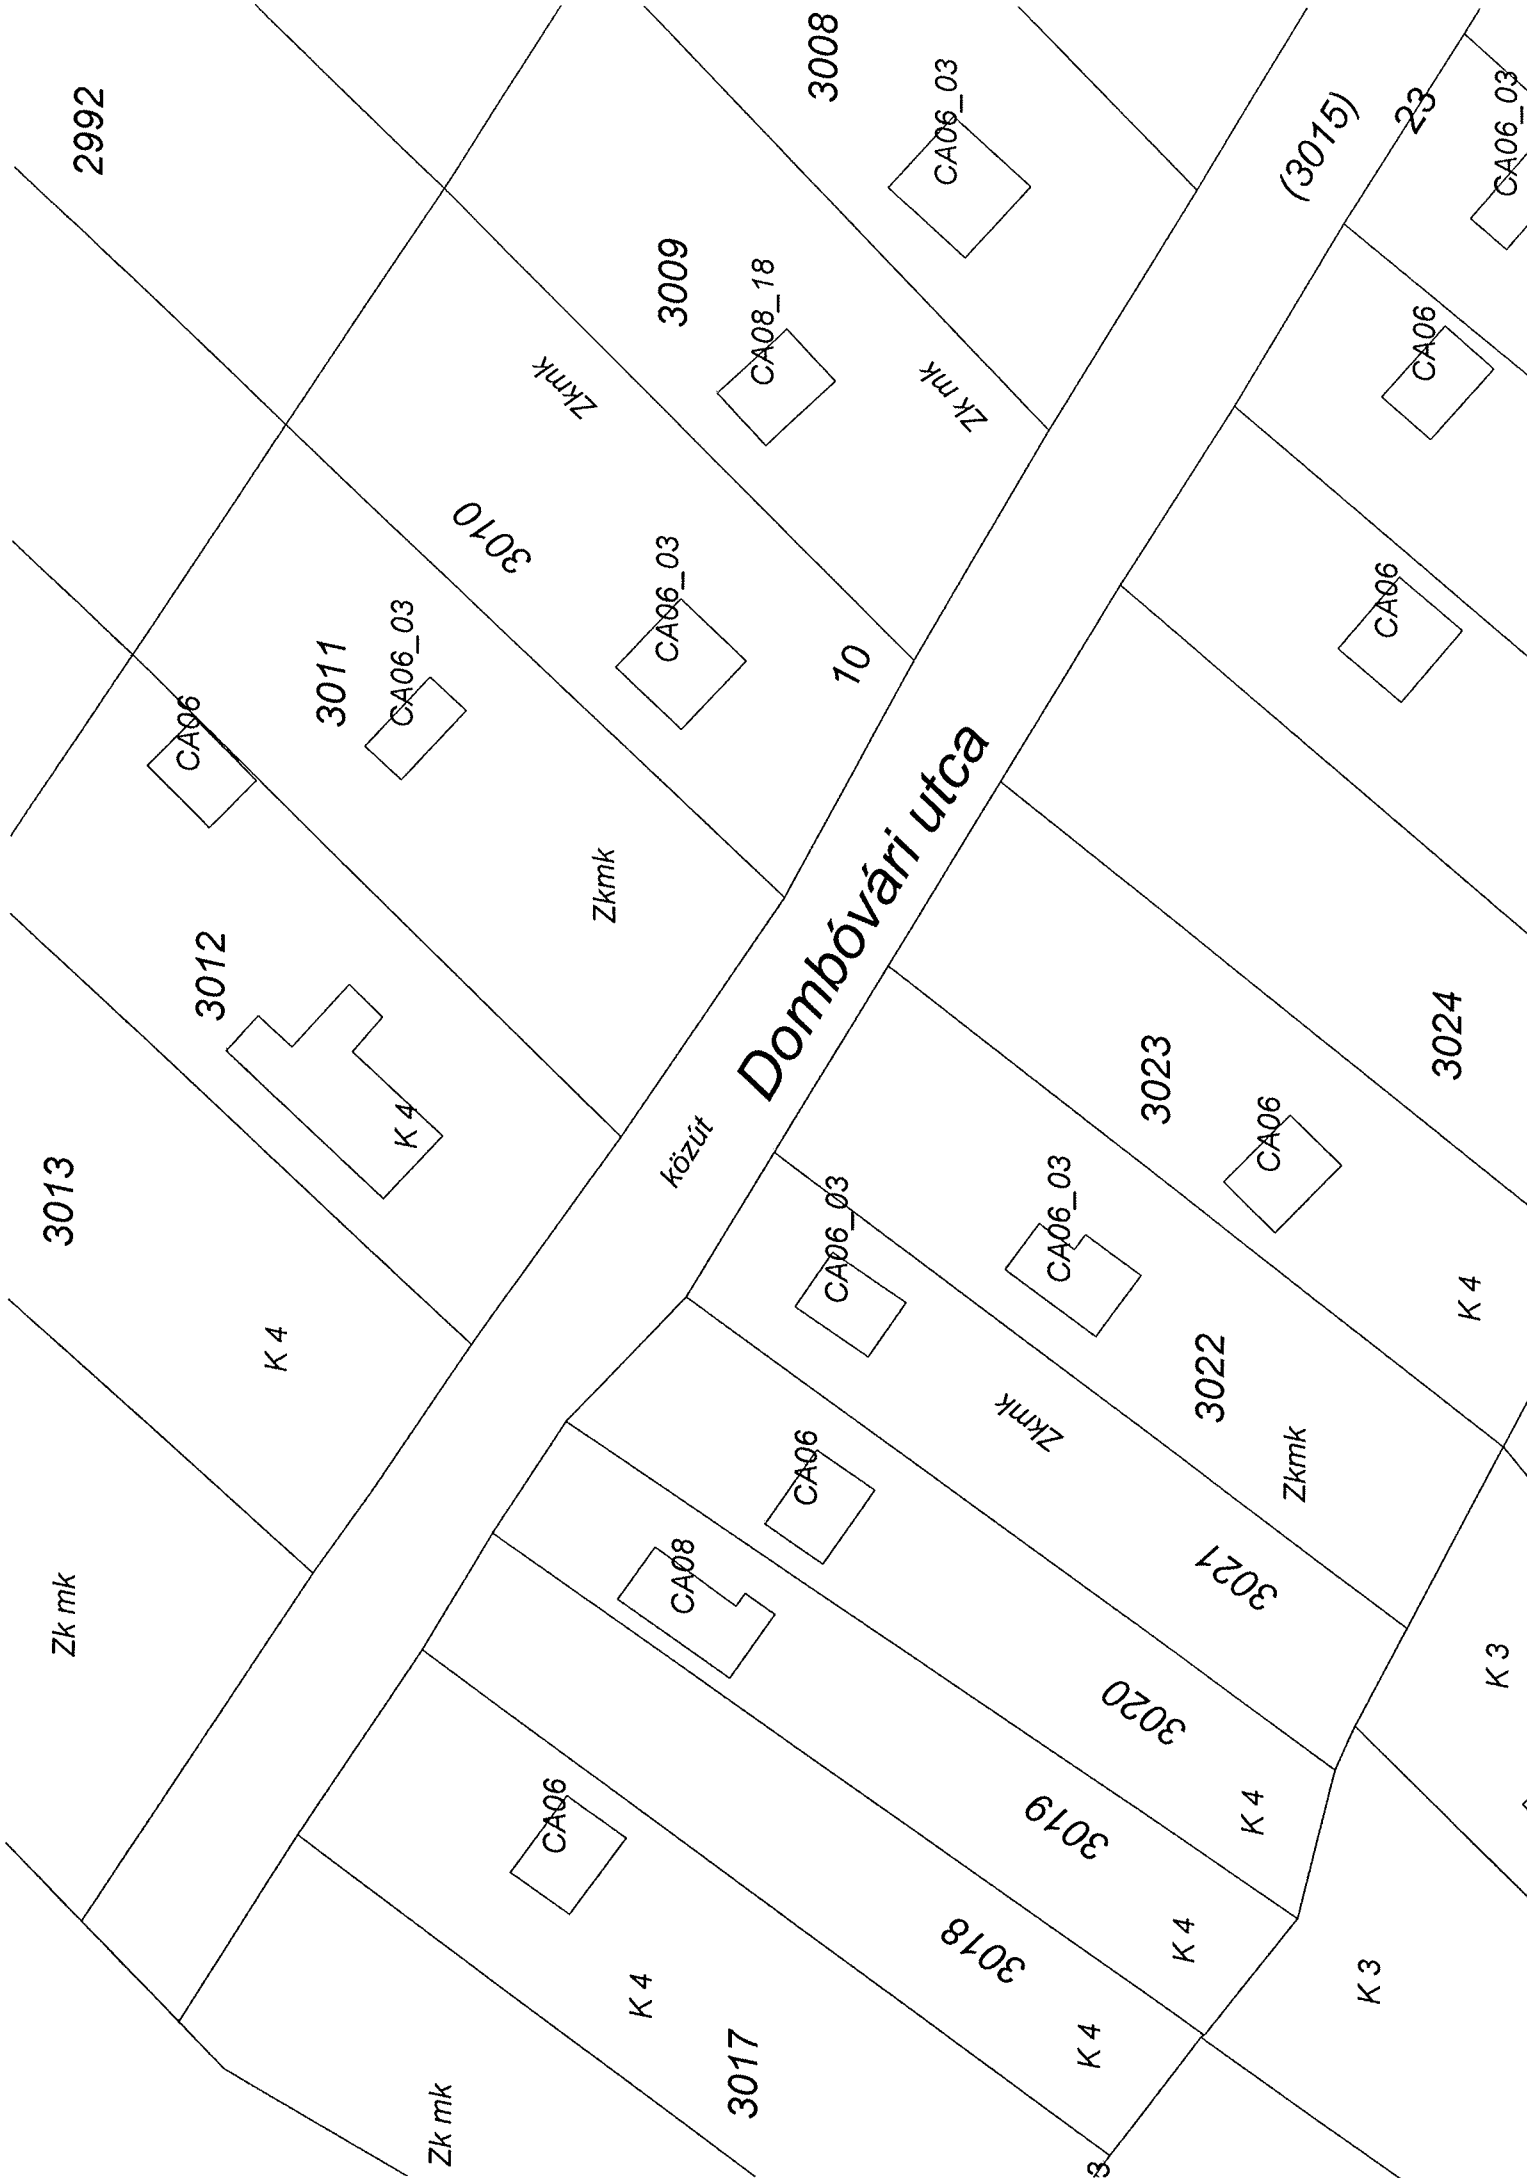 2992
3008
CA06_03
(3015)
23
CA06_03
3009
CA08_18
Zkmk
Zk mk
CA06
3010
CA06_03
CA06
3011
CA06_03
10
CA06
Zkmk
Dombóvári utca
3012
K 4
közút
3013
K 4
3023
3024
CA06
CA06_03
CA06_03
K 4
3022
Zkmk
Zkmk
CA06
CA08
3021
Zk mk
K 3
3020
CA06
3019
K 4
3018
K 4
K 3
K 4
3017
K 4
Zk mk
3